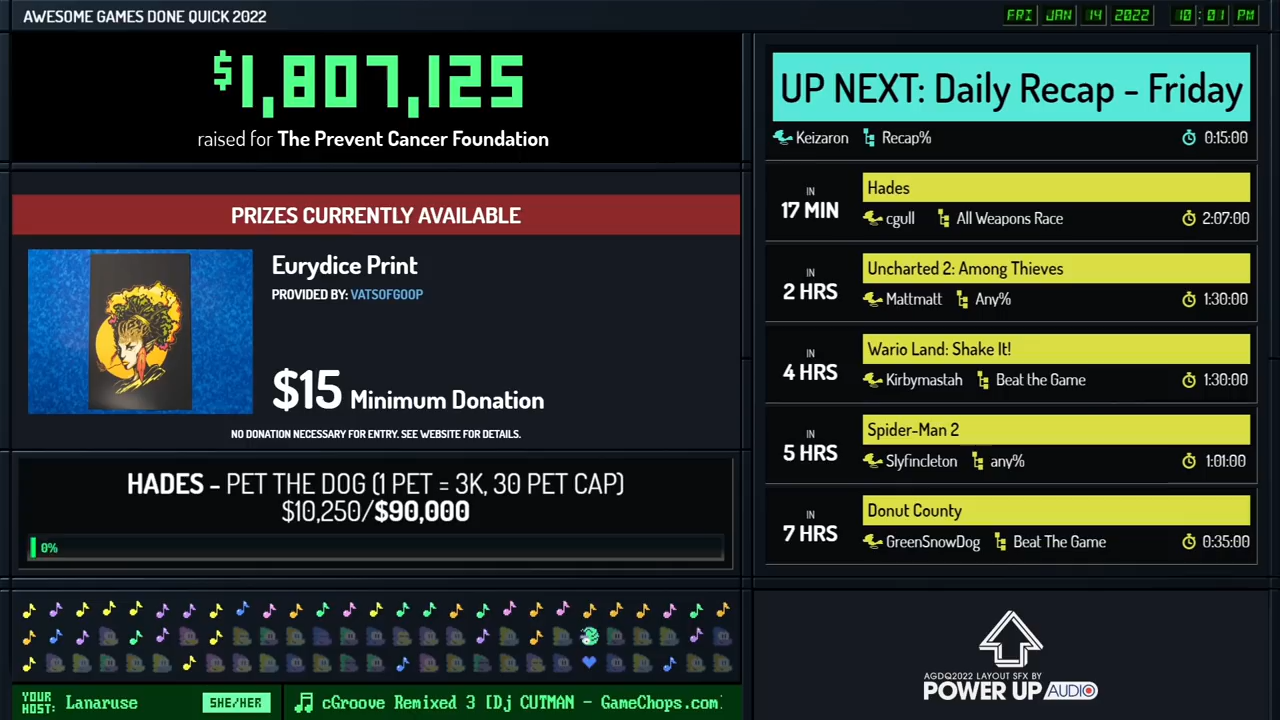 AWESOME GAMES DONE QUICK 2022
FRI JAN 14 2022 10:01 PM
$1,807,125
raised for The Prevent Cancer Foundation
PRIZES CURRENTLY AVAILABLE
Eurydice Print
PROVIDED BY: VATSOFGOOP
$15 Minimum Donation
NO DONATION NECESSARY FOR ENTRY. SEE WEBSITE FOR DETAILS.
HADES - PET THE DOG (1 PET = 3K, 30 PET CAP)
$10,250/$90,000
0%
YOUR HOST: Lanaruse SHE/HER
cGroove Remixed 3 [Dj CUTMAN - GameChops.com]
UP NEXT: Daily Recap - Friday
Keizaron Recap% 0:15:00
IN 17 MIN
Hades
cgull All Weapons Race 2:07:00
IN 2 HRS
Uncharted 2: Among Thieves
Mattmatt Any% 1:30:00
IN 4 HRS
Wario Land: Shake It!
Kirbymastah Beat the Game 1:30:00
IN 5 HRS
Spider-Man 2
Slyfincleton any% 1:01:00
IN 7 HRS
Donut County
GreenSnowDog Beat The Game 0:35:00
AGDQ2022 LAYOUT SFX BY
POWER UP AUDIO